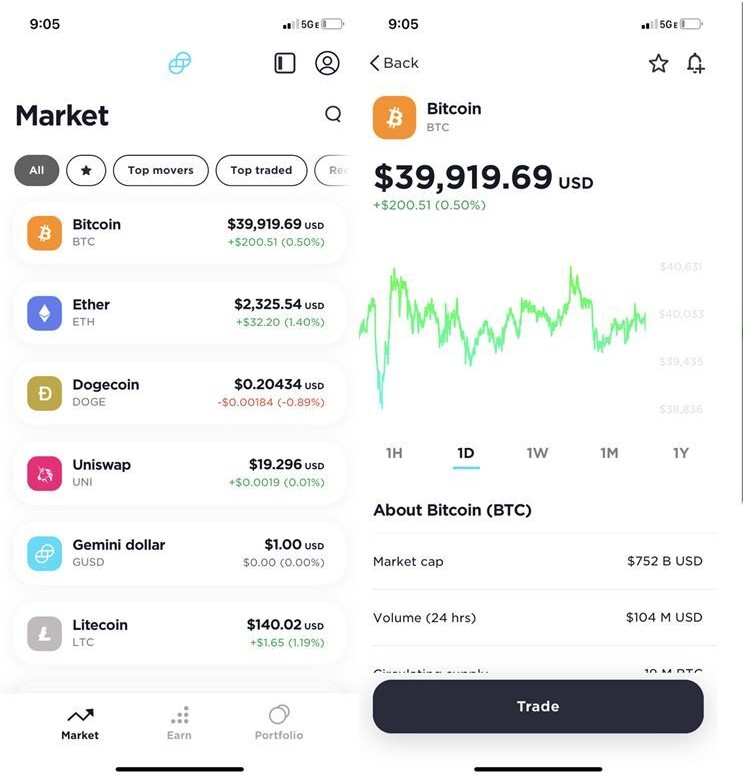 9:05
5GE
Market
All
Top movers
Top traded
Bitcoin
BTC
$39,919.69 USD
+$200.51 (0.50%)
Ether
ETH
$2,325.54 USD
+$32.20 (1.40%)
Dogecoin
DOGE
$0.20434 USD
-$0.00184 (-0.89%)
Uniswap
UNI
$19.296 USD
+$0.0019 (0.01%)
Gemini dollar
GUSD
$1.00 USD
$0.00 (0.00%)
Litecoin
LTC
$140.02 USD
+$1.65 (1.19%)
Market
Earn
Portfolio
9:05
5GE
Back
Bitcoin
BTC
$39,919.69 USD
+$200.51 (0.50%)
$40,631
$40,033
$39,435
$38,836
1H
1D
1W
1M
1Y
About Bitcoin (BTC)
Market cap
$752 B USD
Volume (24 hrs)
$104 M USD
Trade